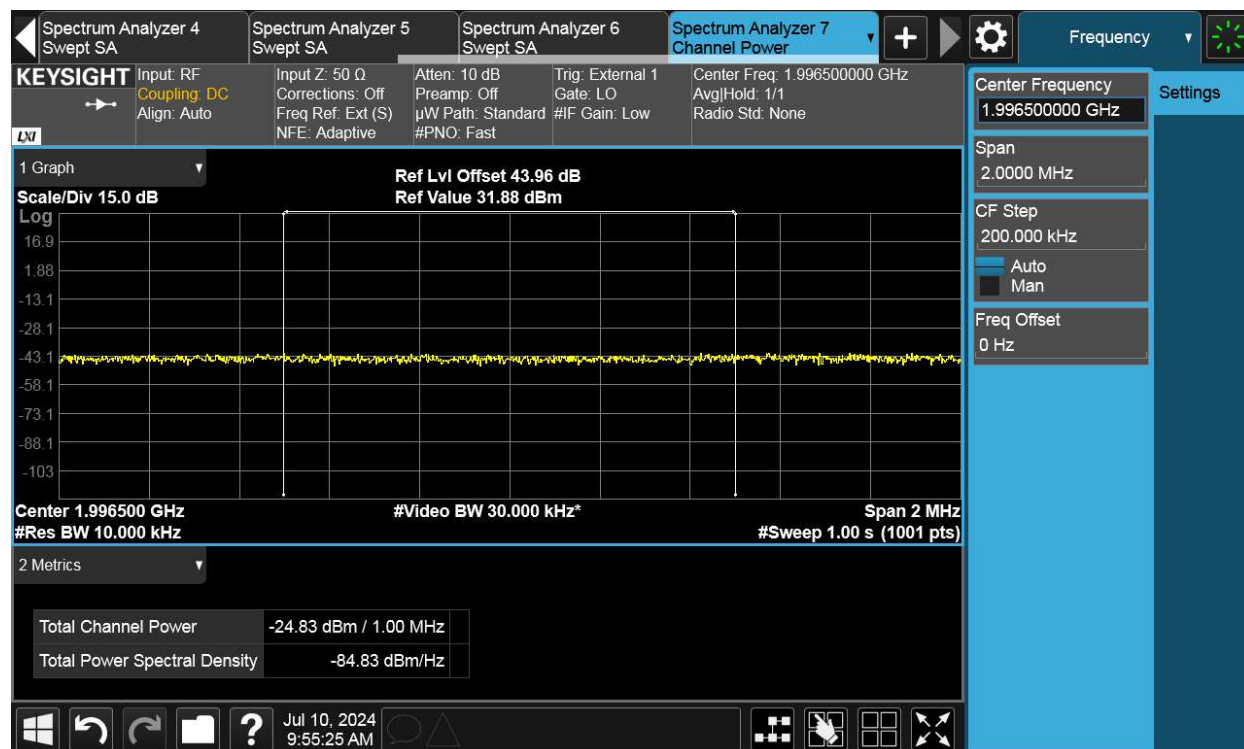 Spectrum Analyzer 4
Swept SA
Spectrum Analyzer 5
Swept SA
Spectrum Analyzer 6
Swept SA
Spectrum Analyzer 7
Channel Power
Frequency
KEYSIGHT
LXI
Input: RF
Coupling: DC
Align: Auto
Input Z: 50 Ω
Corrections: Off
Freq Ref: Ext (S)
NFE: Adaptive
Atten: 10 dB
Preamp: Off
µW Path: Standard
#PNO: Fast
Trig: External 1
Gate: LO
#IF Gain: Low
Center Freq: 1.996500000 GHz
Avg|Hold: 1/1
Radio Std: None
Center Frequency
1.996500000 GHz
Settings
Span
2.0000 MHz
CF Step
200.000 kHz
Auto
Man
Freq Offset
0 Hz
1 Graph
Scale/Div 15.0 dB
Ref Lvl Offset 43.96 dB
Ref Value 31.88 dBm
Log
16.9
1.88
-13.1
-28.1
-43.1
-58.1
-73.1
-88.1
-103
Center 1.996500 GHz
#Res BW 10.000 kHz
#Video BW 30.000 kHz*
Span 2 MHz
#Sweep 1.00 s (1001 pts)
2 Metrics
Total Channel Power -24.83 dBm / 1.00 MHz
Total Power Spectral Density -84.83 dBm/Hz
?
Jul 10, 2024
9:55:25 AM